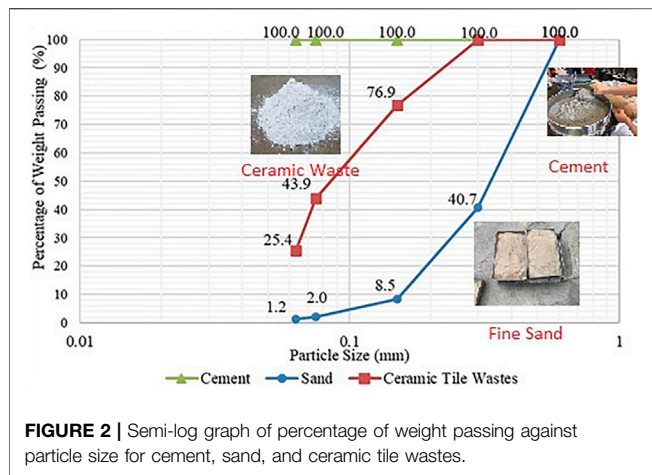 100.0 100.0 100.0 100.0 100.0
100
90
80
70
60
50
40
30
20
10
0
Percentage of Weight Passing (%)
76.9
Ceramic Waste
43.9
25.4
Cement
40.7
8.5
1.2 2.0
Fine Sand
0.01 0.1 1
Particle Size (mm)
Cement Sand Ceramic Tile Wastes
FIGURE 2 | Semi-log graph of percentage of weight passing against
particle size for cement, sand, and ceramic tile wastes.